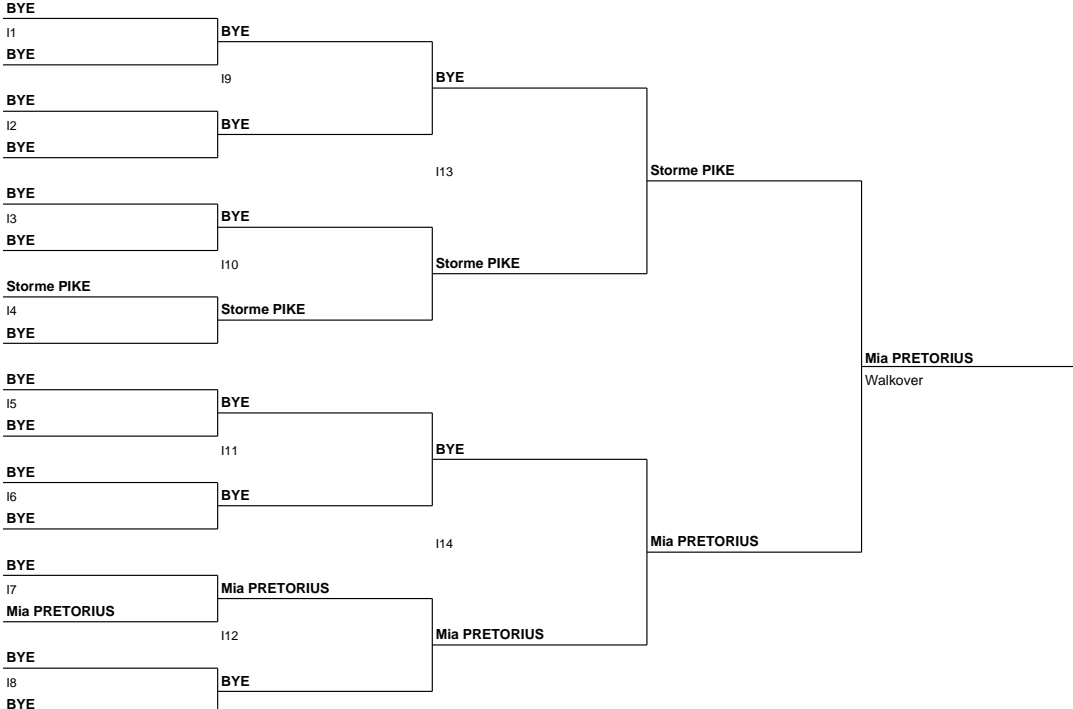 BYE
I1
BYE
BYE
I9
BYE
I2
BYE
BYE
BYE
I13
BYE
I3
BYE
BYE
I10
Storme PIKE
I4
BYE
Storme PIKE
Storme PIKE
Storme PIKE
Mia PRETORIUS
Walkover
BYE
I5
BYE
BYE
I11
BYE
I6
BYE
BYE
BYE
I14
BYE
I7
Mia PRETORIUS
Mia PRETORIUS
I12
BYE
I8
BYE
BYE
Mia PRETORIUS
Mia PRETORIUS